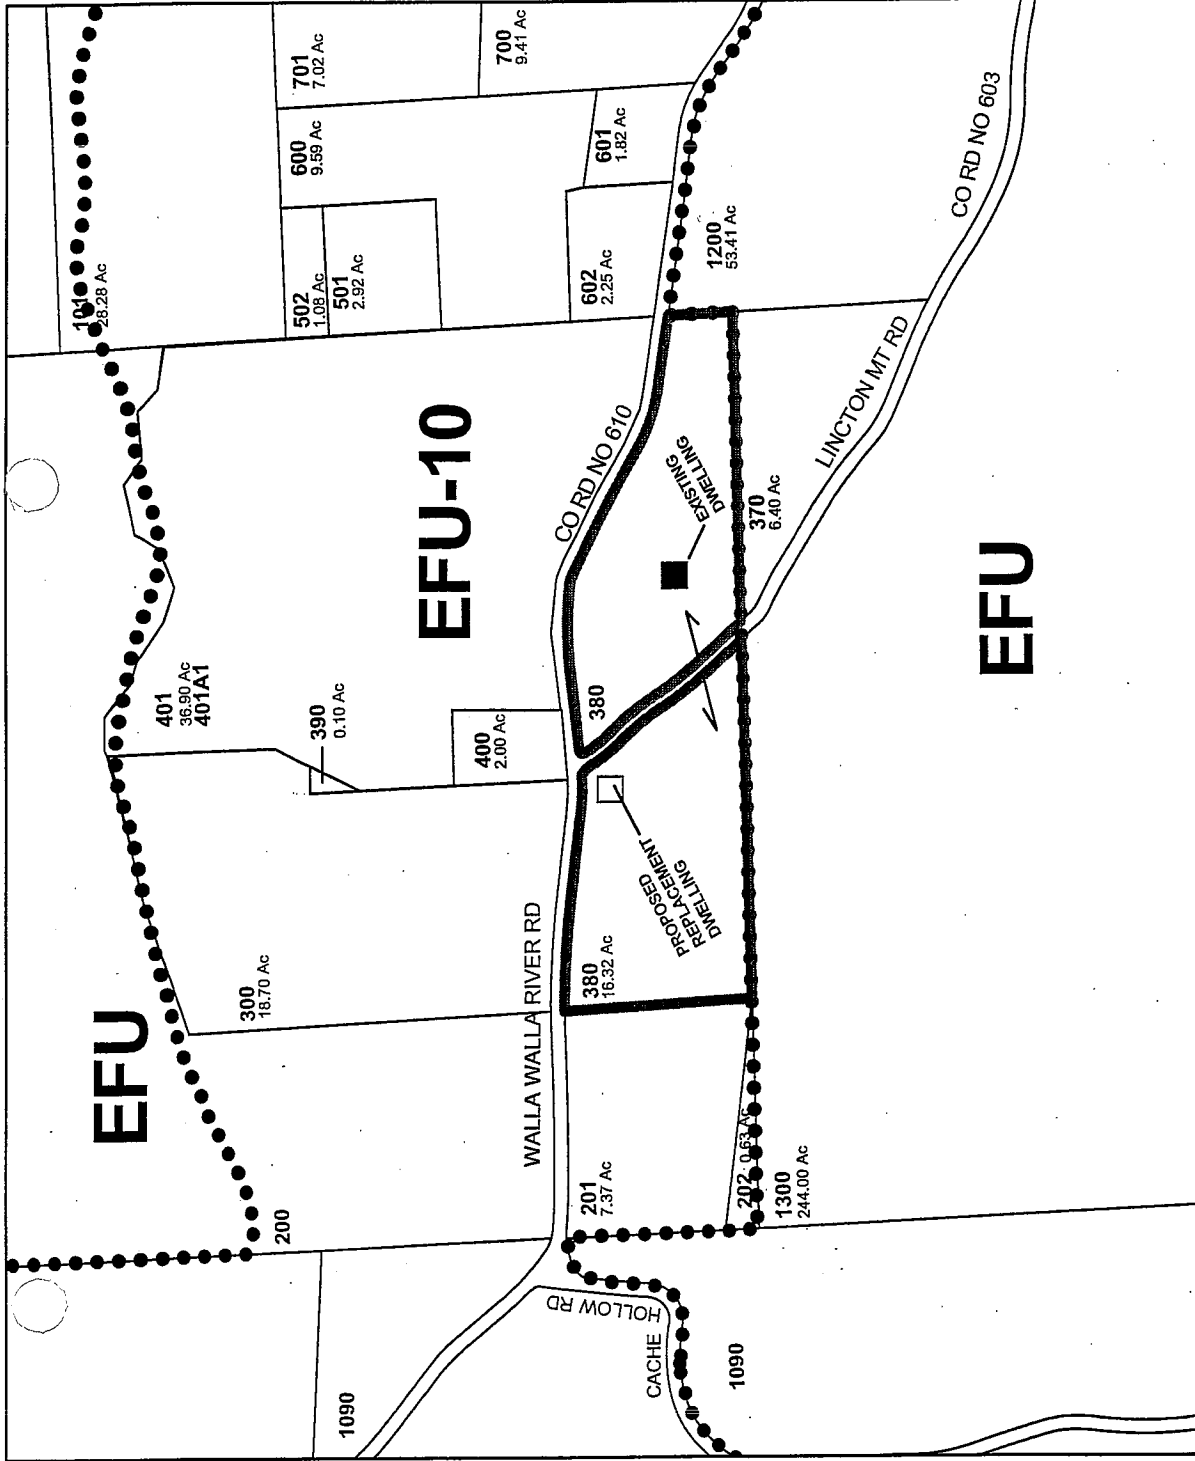 EFU
200
1090
300
18.70 Ac
401
36.90 Ac
401A1
101
28.28 Ac
390
0.10 Ac
400
2.00 Ac
EFU-10
502
1.08 Ac
501
2.92 Ac
600
9.59 Ac
701
7.02 Ac
700
9.41 Ac
601
1.82 Ac
602
2.25 Ac
WALLA WALLA RIVER RD
CO RD NO 610
201
7.37 Ac
202 0.63 Ac
1300
244.00 Ac
HOLLOW RD
CACHE
1090
380
16.32 Ac
PROPOSED
REPLACEMENT
DWELLING
380
EXISTING
DWELLING
370
6.40 Ac
1200
53.41 Ac
LINCTON MT RD
CO RD NO 603
EFU